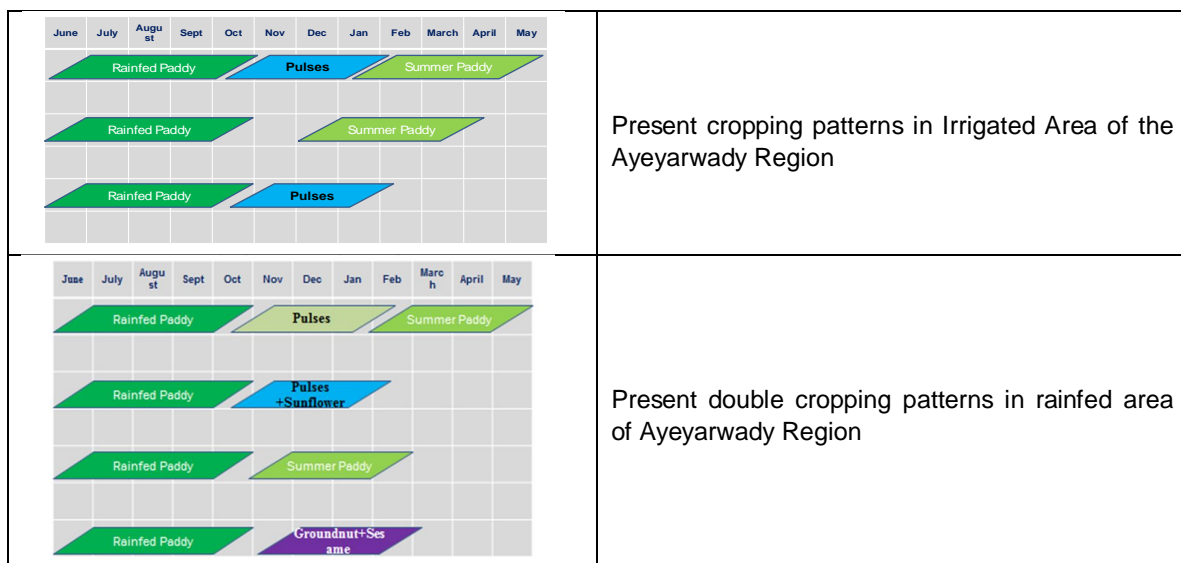 June July Augu Sept Oct Nov Dec Jan Feb March April May
st
Rainfed Paddy Pulses Summer Paddy
Rainfed Paddy Summer Paddy
Rainfed Paddy Pulses
Present cropping patterns in Irrigated Area of the
Ayeyarwady Region
June July Augu Sept Oct Nov Dec Jan Feb Marc April May
st h
Rainfed Paddy Pulses Summer Paddy
Rainfed Paddy Pulses
+Sunflower
Rainfed Paddy Summer Paddy
Rainfed Paddy Groundnut+Ses
ame
Present double cropping patterns in rainfed area
of Ayeyarwady Region